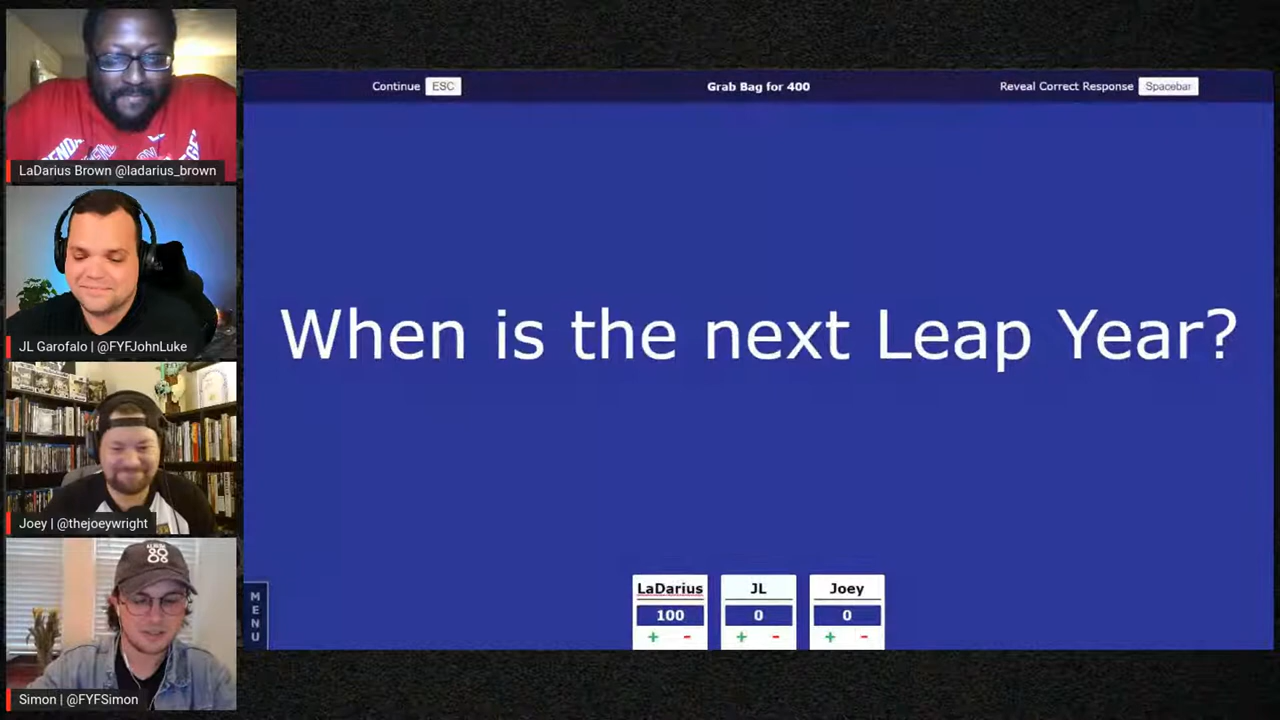 LaDarius Brown @ladarius_brown
JL Garofalo | @FYFJohnLuke
Joey | @thejoeywright
Simon | @FYFSimon
Continue ESC
Grab Bag for 400
Reveal Correct Response Spacebar
When is the next Leap Year?
MENU
LaDarius JL Joey
100 0 0
+ - + - + -